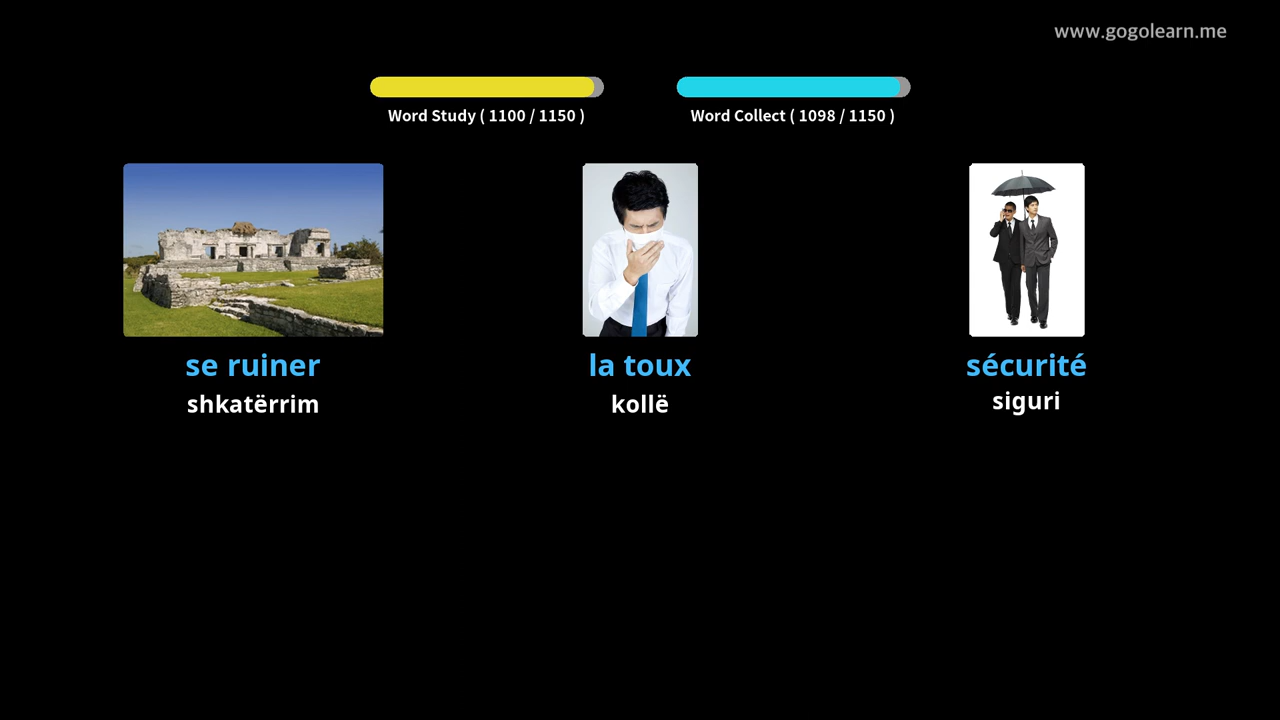 www.gogolearn.me
Word Study ( 1100 / 1150 )
Word Collect ( 1098 / 1150 )
se ruiner
shkatërrim
la toux
kollë
sécurité
siguri